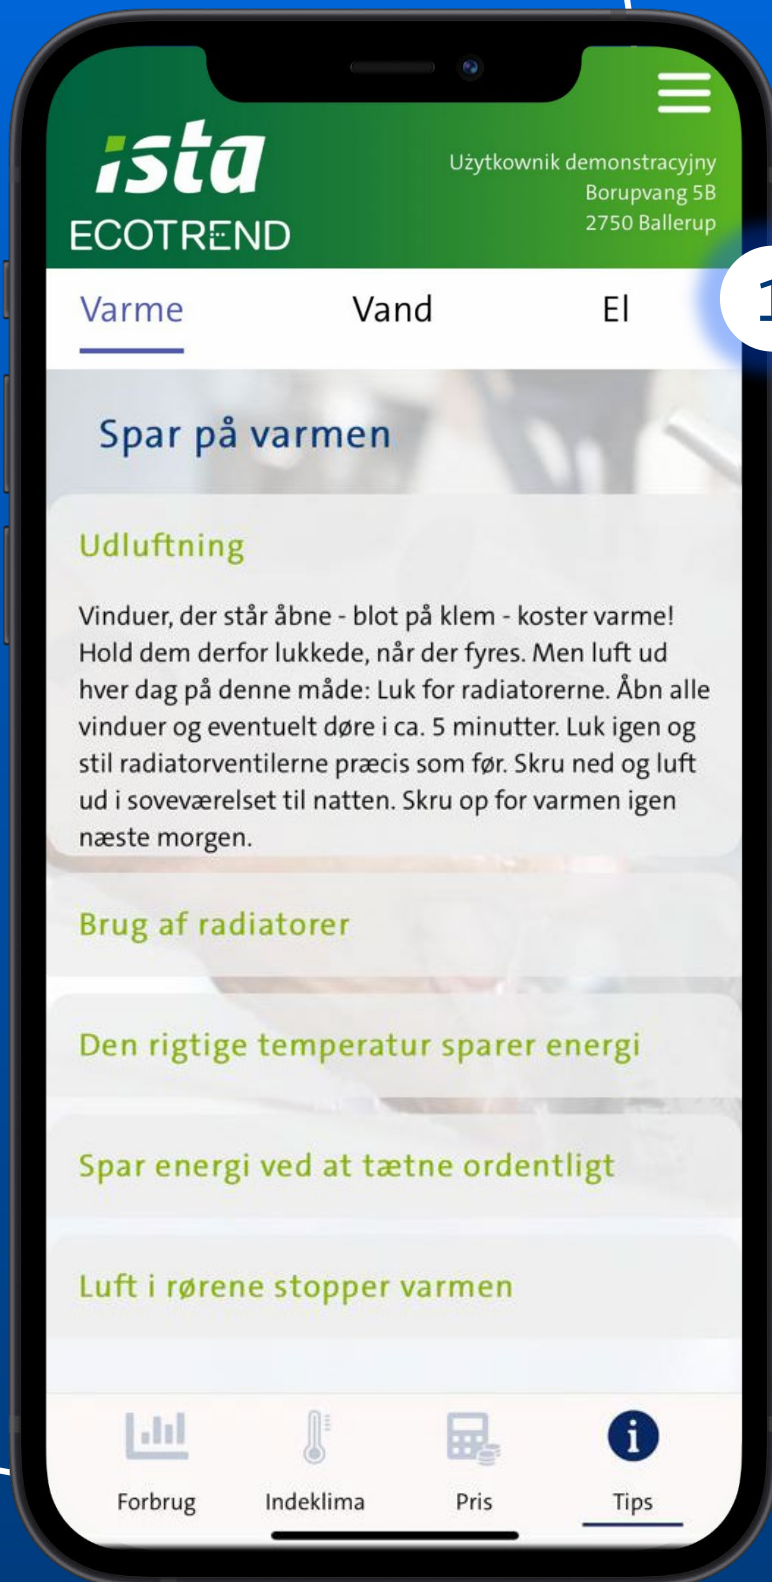 ista
ECOTREND
Użytkownik demonstracyjny
Borupvang 5B
2750 Ballerup
Varme
Vand
El
1
Spar på varmen
Udluftning
Vinduer, der står åbne - blot på klem - koster varme!
Hold dem derfor lukkede, når der fyres. Men luft ud
hver dag på denne måde: Luk for radiatorerne. Åbn alle
vinduer og eventuelt døre i ca. 5 minutter. Luk igen og
stil radiatorventilerne præcis som før. Skru ned og luft
ud i soveværelset til natten. Skru op for varmen igen
næste morgen.
Brug af radiatorer
Den rigtige temperatur sparer energi
Spar energi ved at tætne ordentligt
Luft i rørene stopper varmen
Forbrug
Indeklima
Pris
Tips